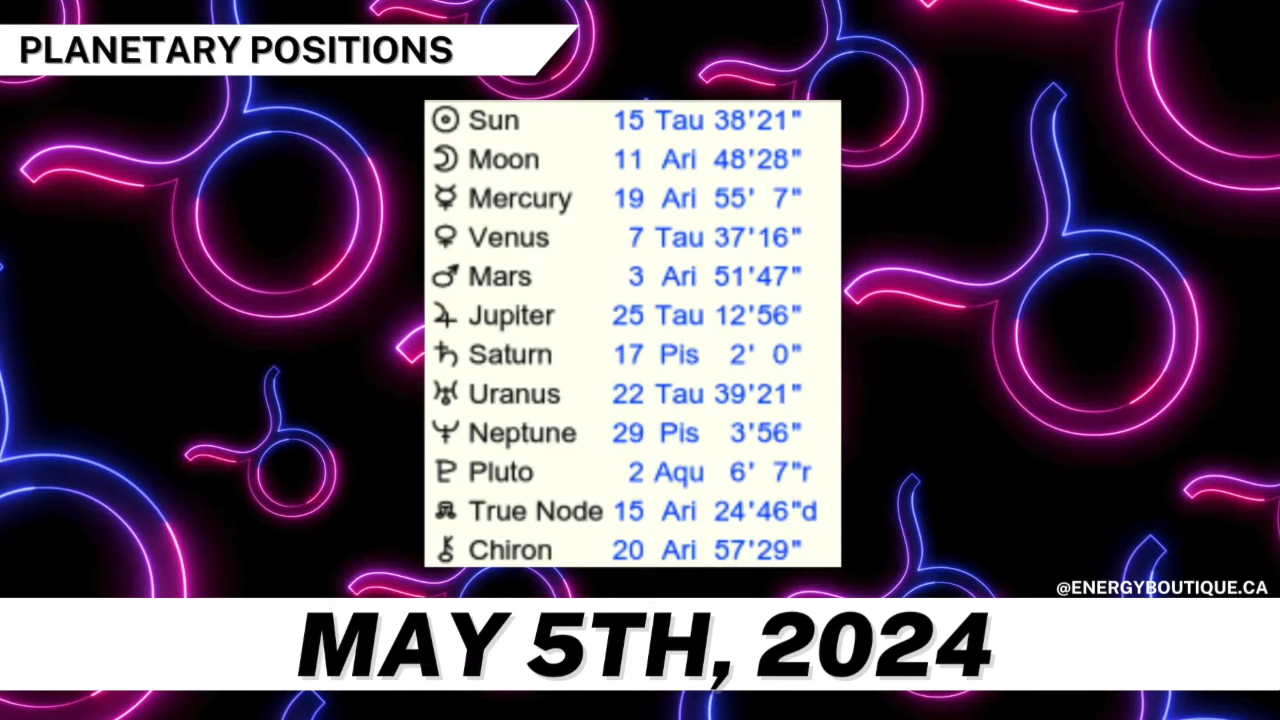 PLANETARY POSITIONS
☉ Sun 15 Tau 38'21"
☽ Moon 11 Ari 48'28"
☿ Mercury 19 Ari 55' 7"
♀ Venus 7 Tau 37'16"
♂ Mars 3 Ari 51'47"
♃ Jupiter 25 Tau 12'56"
♄ Saturn 17 Pis 2' 0"
♅ Uranus 22 Tau 39'21"
♆ Neptune 29 Pis 3'56"
♇ Pluto 2 Aqu 6' 7"r
☊ True Node 15 Ari 24'46"d
⚷ Chiron 20 Ari 57'29"
@ENERGYBOUTIQUE.CA
MAY 5TH, 2024